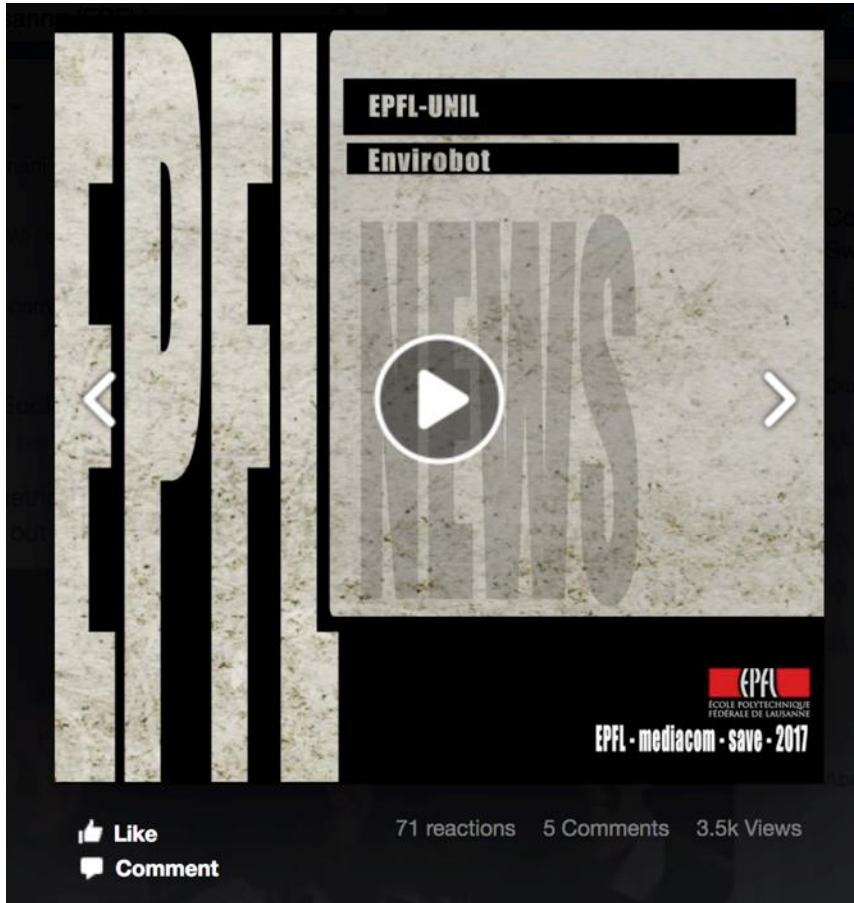 EPFL
EPFL-UNIL
Envirobot
NEWS
EPFL
ÉCOLE POLYTECHNIQUE
FÉDÉRALE DE LAUSANNE
EPFL - mediacom - save - 2017
Like
71 reactions 5 Comments 3.5k Views
Comment